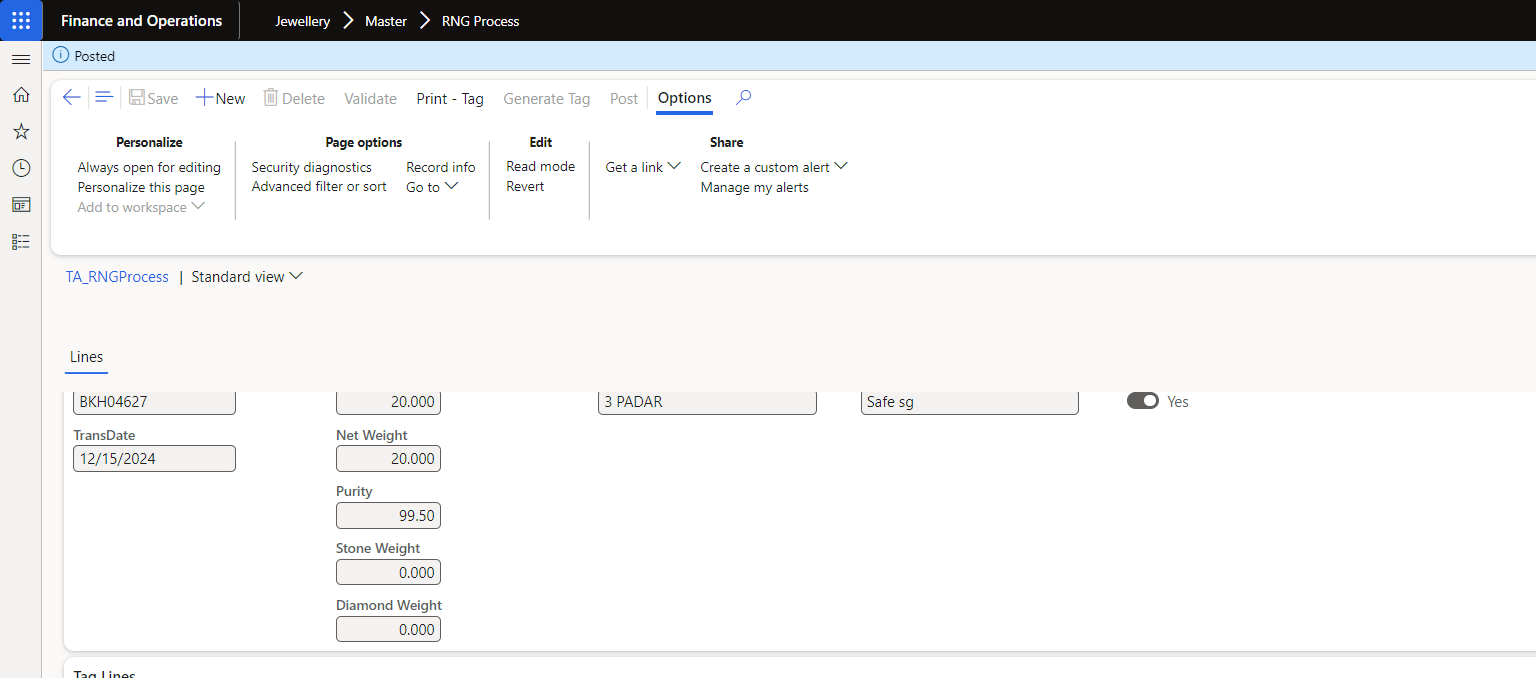 Finance and Operations Jewellery Master RNG Process
Posted
Save New Delete Validate Print - Tag Generate Tag Post Options
Personalize
Always open for editing
Personalize this page
Add to workspace
Page options
Security diagnostics Record info
Advanced filter or sort Go to
Edit
Read mode
Revert
Share
Get a link Create a custom alert
Manage my alerts
TA_RNGProcess | Standard view
Lines
BKH04627 20.000 3 PADAR Safe sg Yes
TransDate Net Weight
12/15/2024 20.000
Purity
99.50
Stone Weight
0.000
Diamond Weight
0.000
Tag Lines